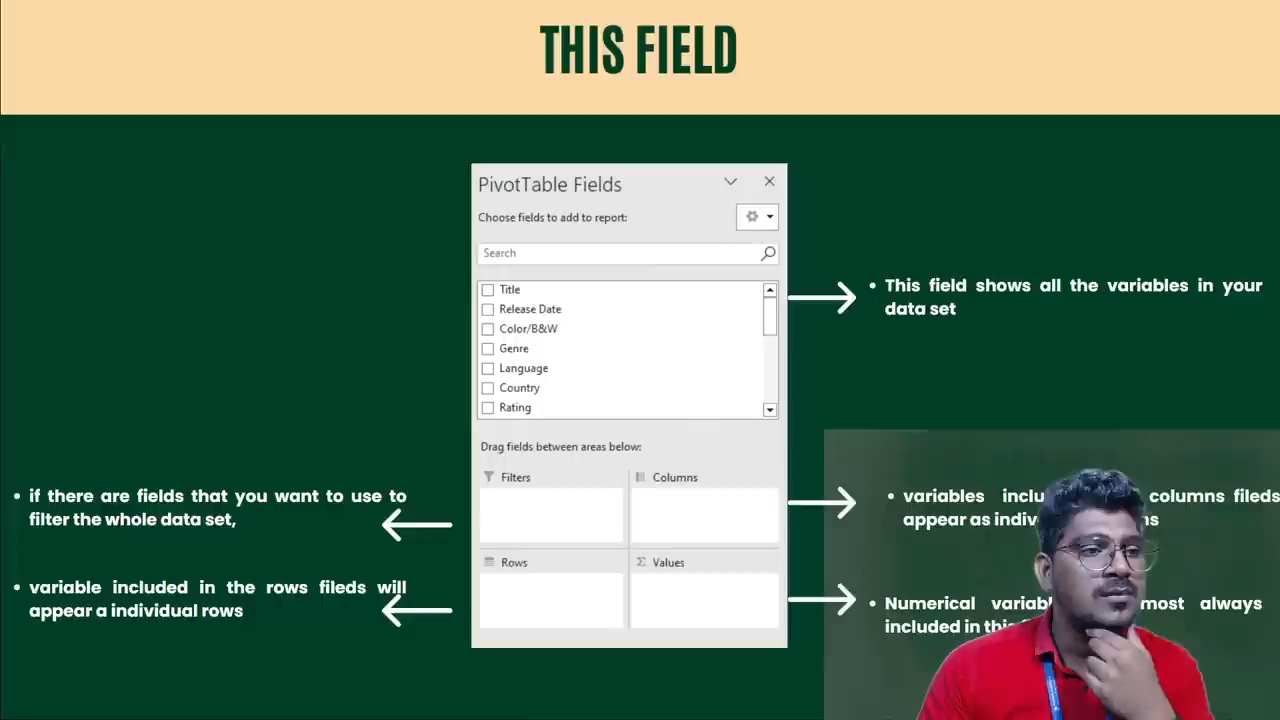 THIS FIELD
PivotTable Fields
Choose fields to add to report:
Search
Title
Release Date
Color/B&W
Genre
Language
Country
Rating
Drag fields between areas below:
Filters
Columns
Rows
Values
• This field shows all the variables in your
data set
• if there are fields that you want to use to
filter the whole data set,
• variable included in the rows fileds will
appear a individual rows
• variables columns fileds
appear as
• Numerical most always
included in